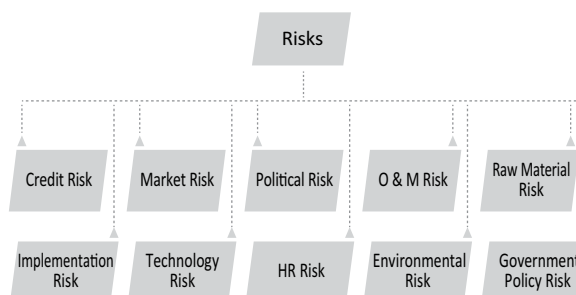 Risks
Credit Risk
Market Risk
Political Risk
O & M Risk
Raw Material
Risk
Implementation
Risk
Technology
Risk
HR Risk
Environmental
Risk
Government
Policy Risk